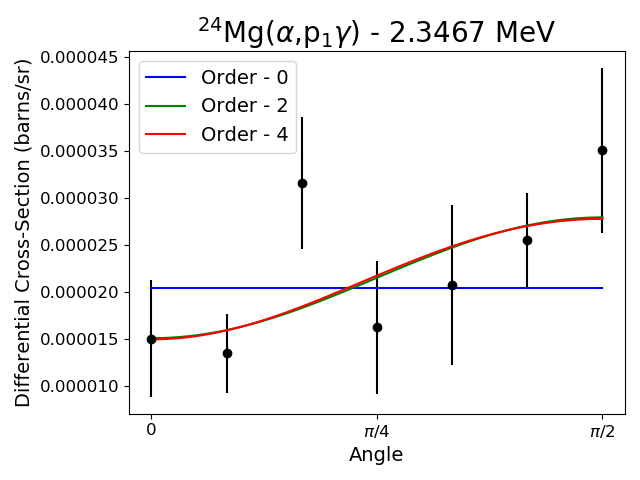 ²⁴Mg(α,p₁γ) - 2.3467 MeV
Order - 0
Order - 2
Order - 4
Differential Cross-Section (barns/sr)
0.000045
0.000040
0.000035
0.000030
0.000025
0.000020
0.000015
0.000010
0
π/4
π/2
Angle